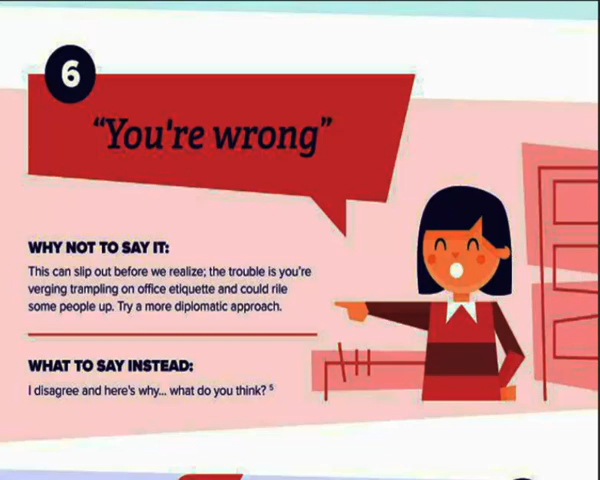 6
“You're wrong”
WHY NOT TO SAY IT:
This can slip out before we realize; the trouble is you're
verging trampling on office etiquette and could rile
some people up. Try a more diplomatic approach.
WHAT TO SAY INSTEAD:
I disagree and here's why... what do you think? ⁵